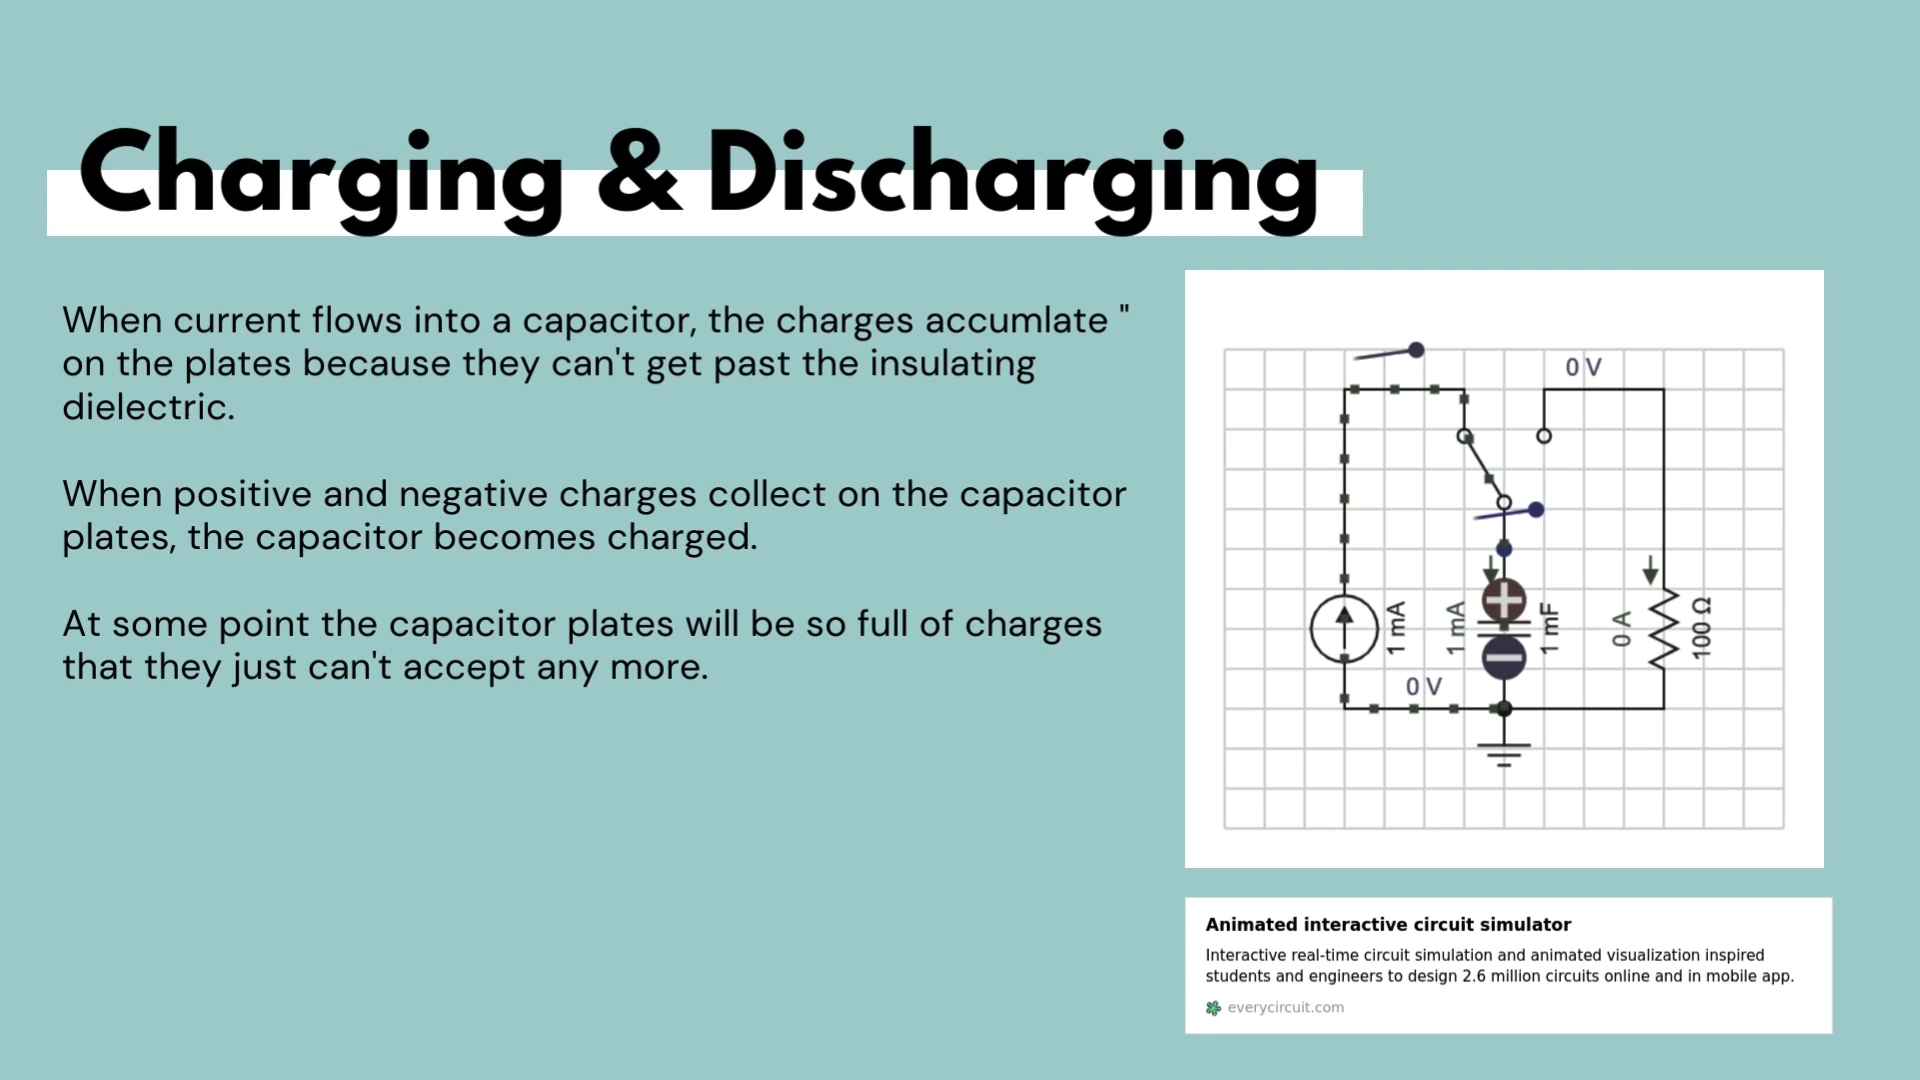 Charging & Discharging
When current flows into a capacitor, the charges accumlate "
on the plates because they can't get past the insulating
dielectric.
When positive and negative charges collect on the capacitor
plates, the capacitor becomes charged.
At some point the capacitor plates will be so full of charges
that they just can't accept any more.
0 V
1 mA
1 mA
1 mF
0 A
100 Ω
0 V
Animated interactive circuit simulator
Interactive real-time circuit simulation and animated visualization inspired
students and engineers to design 2.6 million circuits online and in mobile app.
everycircuit.com